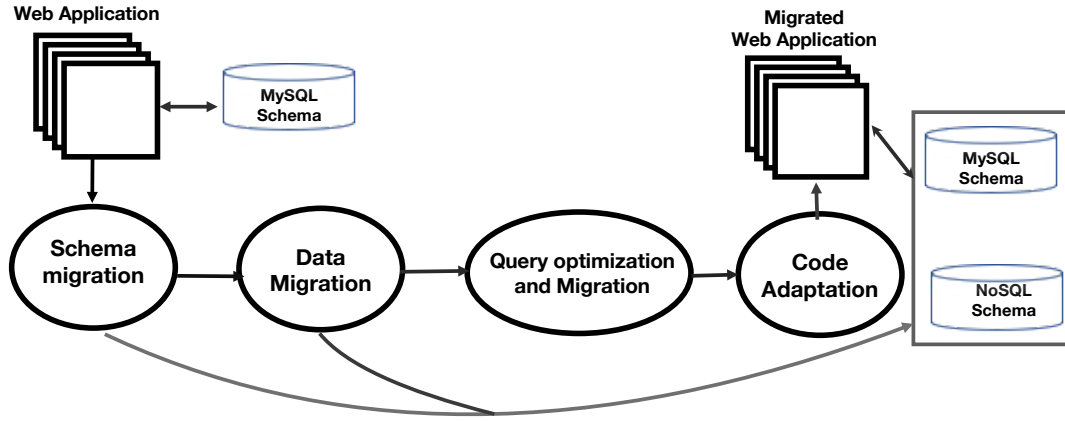 Web Application
MySQL
Schema
Migrated
Web Application
MySQL
Schema
NoSQL
Schema
Schema
migration
Data
Migration
Query optimization
and Migration
Code
Adaptation